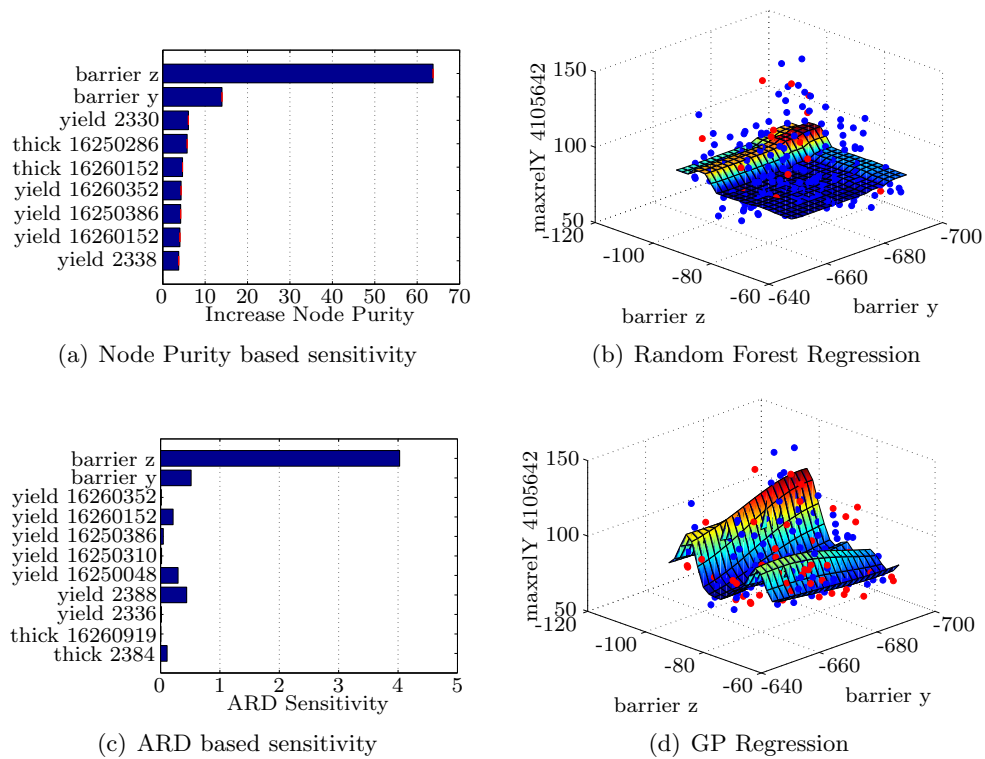 barrier z
barrier y
yield 2330
thick 16250286
thick 16260152
yield 16260352
yield 16250386
yield 16260152
yield 2338
0 10 20 30 40 50 60 70
Increase Node Purity
(a) Node Purity based sensitivity
150
100
50
maxrelY 4105642
-120
-100
-80
-60
-640
-660
-680
-700
barrier z
barrier y
(b) Random Forest Regression
barrier z
barrier y
yield 16260352
yield 16260152
yield 16250386
yield 16250310
yield 16250048
yield 2388
yield 2336
thick 16260919
thick 2384
0 1 2 3 4 5
ARD Sensitivity
(c) ARD based sensitivity
150
100
50
maxrelY 4105642
-120
-100
-80
-60
-640
-660
-680
-700
barrier z
barrier y
(d) GP Regression